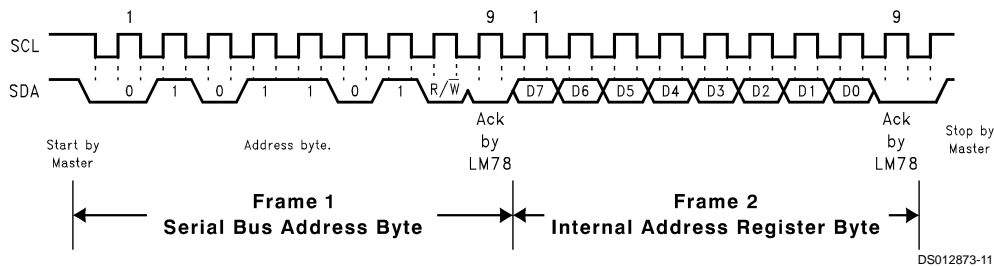 1 9 1 9
SCL
SDA 0 1 0 1 1 0 1 R/W̅ D7 D6 D5 D4 D3 D2 D1 D0
Start by
Master
Address byte.
Ack
by
LM78
Ack
by
LM78
Stop by
Master
Frame 1
Serial Bus Address Byte
Frame 2
Internal Address Register Byte
DS012873-11